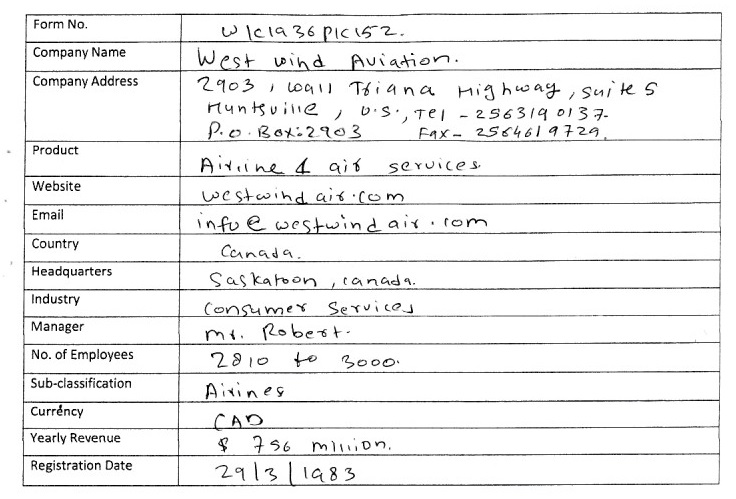 Form No. W1C1936P1C152.
Company Name West wind Aviation.
Company Address 2903, wall Triana Highway, suite 5
Huntsville, U.S., Tel - 2563190137.
P.O. Box: 2903 Fax - 2564619729.
Product Airline & air services.
Website westwindair.com
Email info@westwindair.com
Country Canada.
Headquarters Saskatoon, Canada.
Industry Consumer Services
Manager Mr. Robert.
No. of Employees 2810 to 3000.
Sub-classification Airlines
Currency CAD
Yearly Revenue $ 756 million.
Registration Date 29/3/1983